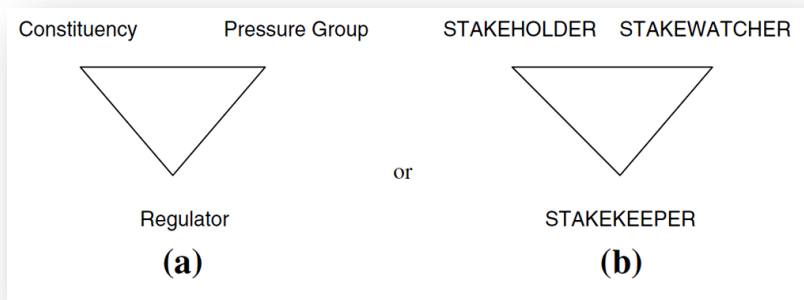 Constituency Pressure Group STAKEHOLDER STAKEWATCHER
or
Regulator STAKEKEEPER
(a) (b)